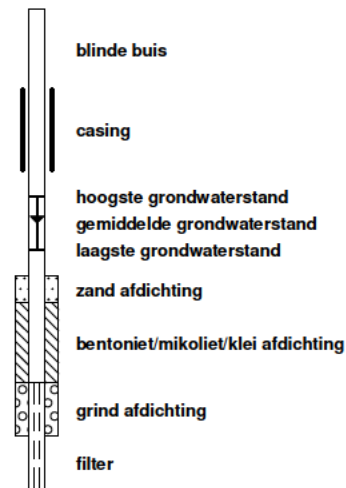 blinde buis
casing
hoogste grondwaterstand
gemiddelde grondwaterstand
laagste grondwaterstand
zand afdichting
bentoniet/mikoliet/klei afdichting
grind afdichting
filter